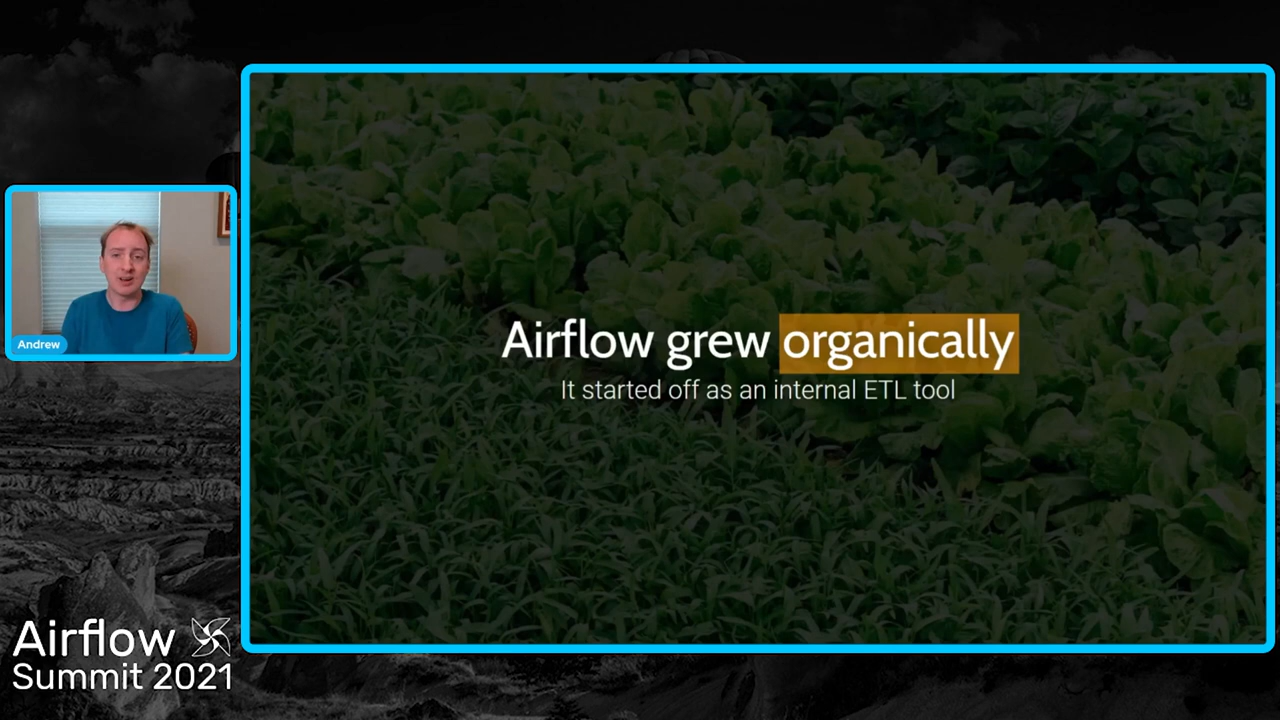 Airflow grew organically
It started off as an internal ETL tool
Andrew
Airflow
Summit 2021